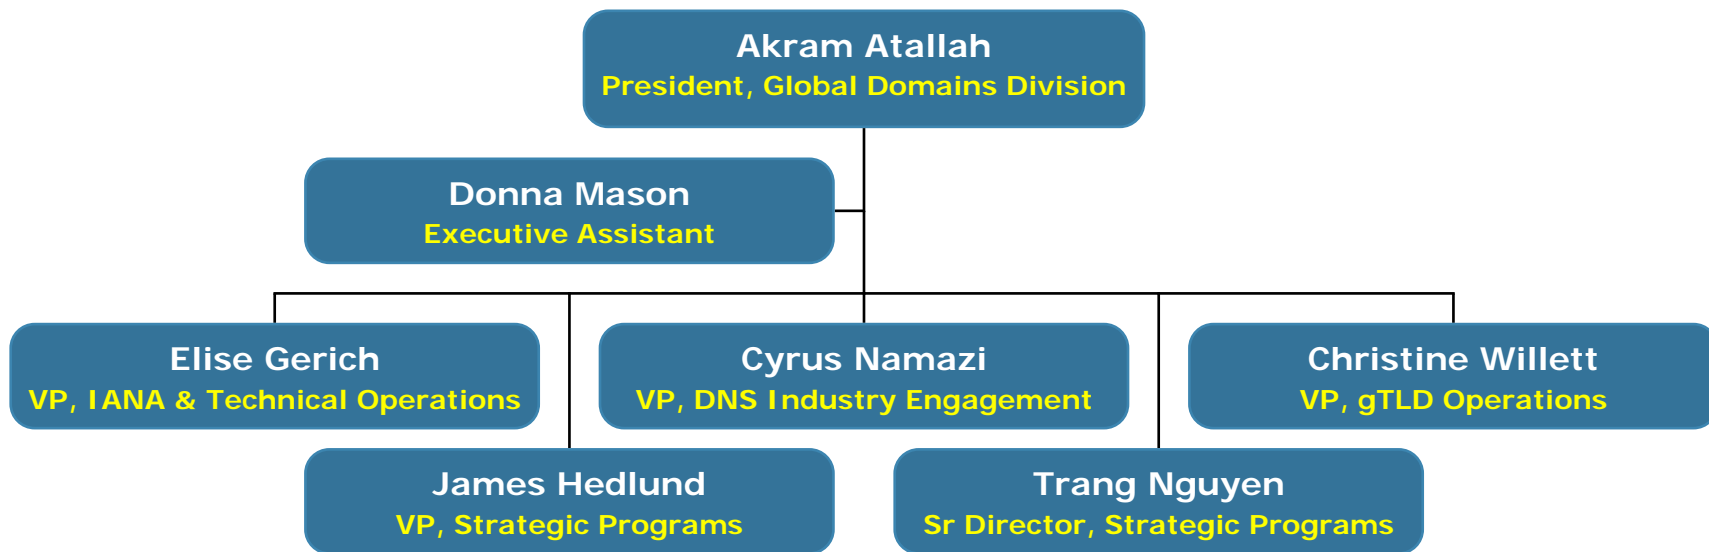 Akram Atallah
President, Global Domains Division
Donna Mason
Executive Assistant
Elise Gerich
VP, IANA & Technical Operations
Cyrus Namazi
VP, DNS Industry Engagement
Christine Willett
VP, gTLD Operations
James Hedlund
VP, Strategic Programs
Trang Nguyen
Sr Director, Strategic Programs